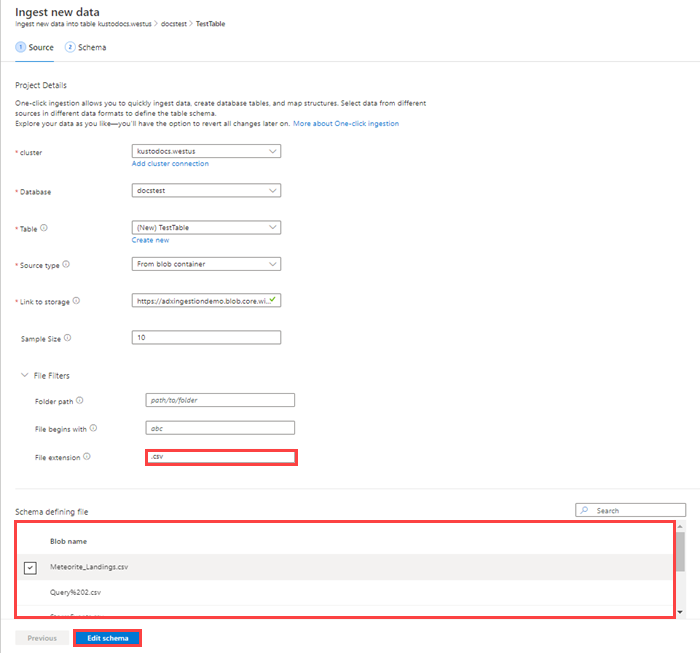 Ingest new data
Ingest new data into table kustodocs.westus > docstest > TestTable
1 Source 2 Schema
Project Details
One-click ingestion allows you to quickly ingest data, create database tables, and map structures. Select data from different
sources in different data formats to define the table schema.
Explore your data as you like—you'll have the option to revert all changes later on. More about One-click ingestion
* cluster kustodocs.westus
Add cluster connection
* Database docstest
* Table (New) TestTable
Create new
* Source type From blob container
* Link to storage https://adxingestiondemo.blob.core.wi...
Sample Size 10
File Filters
Folder path path/to/folder
File begins with abc
File extension .csv
Schema defining file Search
Blob name
Meteorite_Landings.csv
Query%202.csv
Previous Edit schema